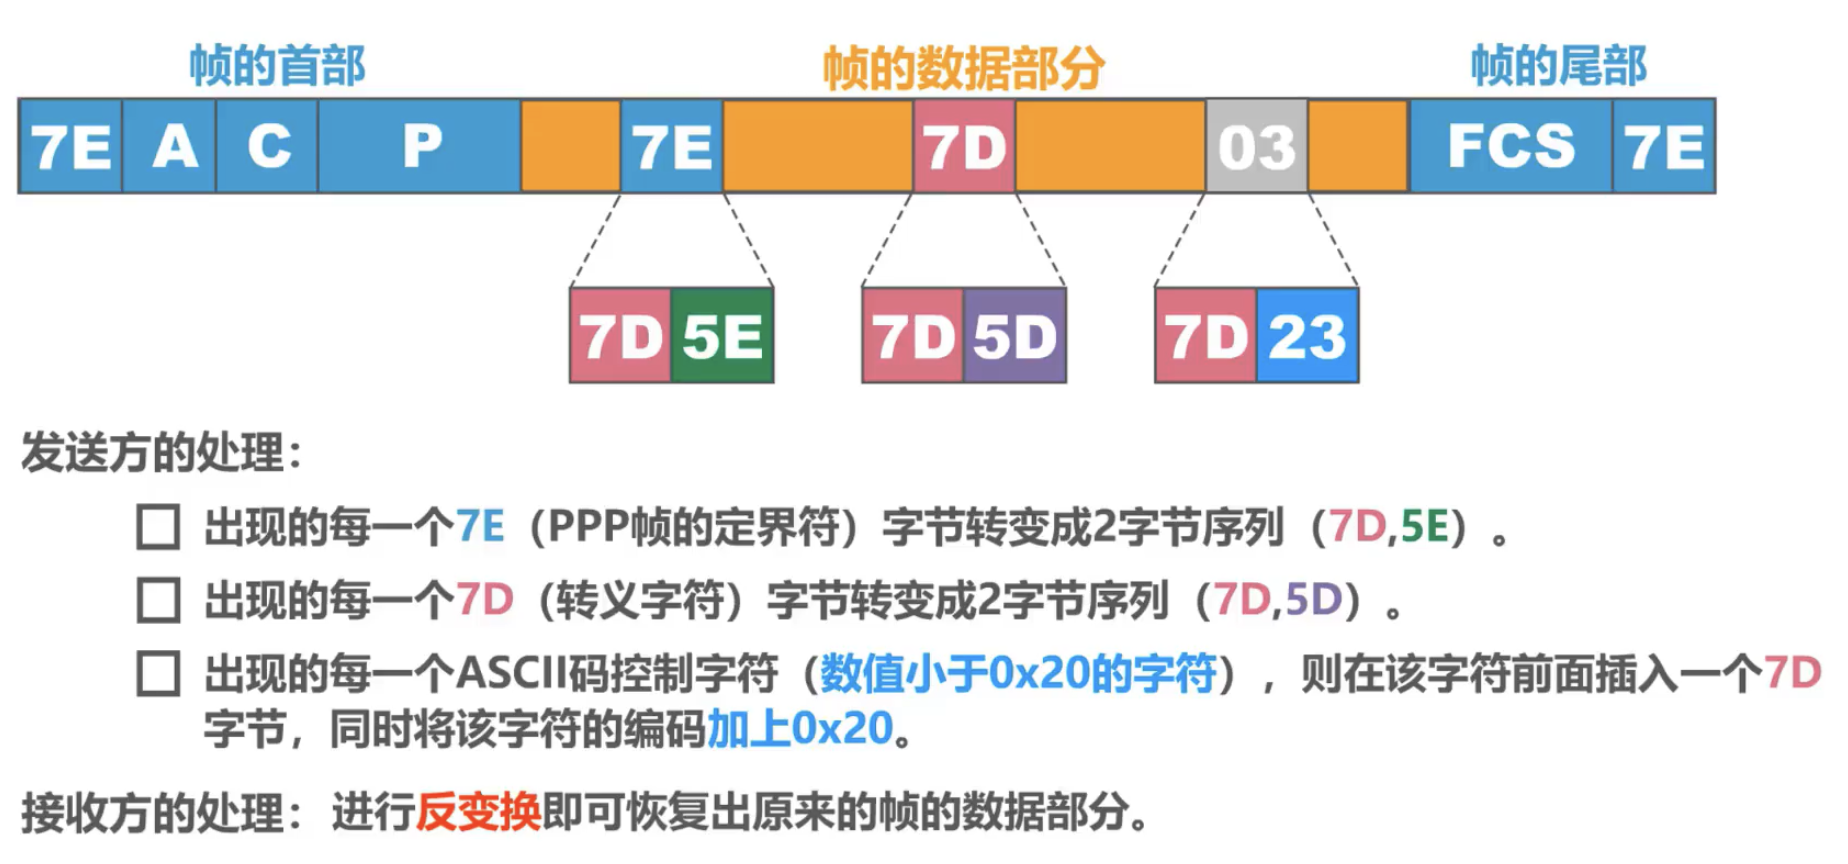 帧的首部 帧的数据部分 帧的尾部
7E A C P 7E 7D 03 FCS 7E
7D 5E 7D 5D 7D 23
发送方的处理：
出现的每一个7E（PPP帧的定界符）字节转变成2字节序列（7D,5E）。
出现的每一个7D（转义字符）字节转变成2字节序列（7D,5D）。
出现的每一个ASCII码控制字符（数值小于0x20的字符），则在该字符前面插入一个7D
字节，同时将该字符的编码加上0x20。
接收方的处理：进行反变换即可恢复出原来的帧的数据部分。